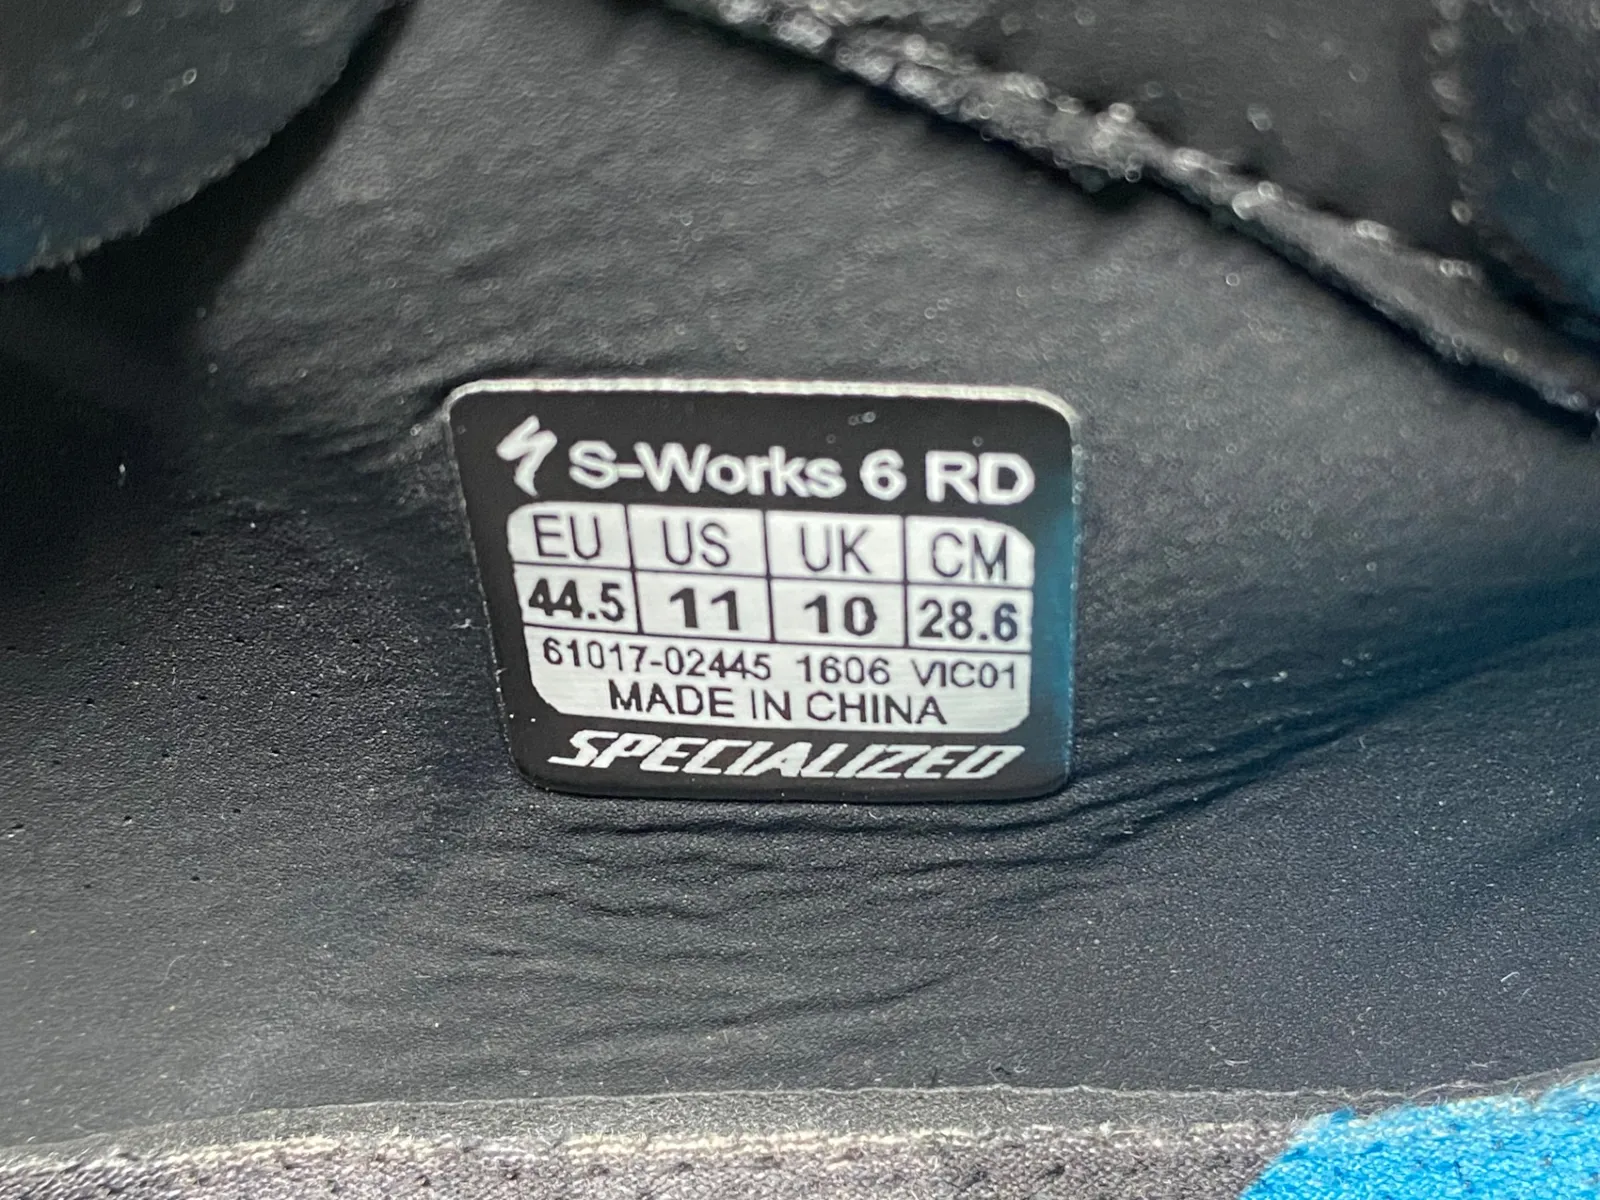 S-Works 6 RD
EU US UK CM
44.5 11 10 28.6
61017-02445 1606 VIC01
MADE IN CHINA
SPECIALIZED